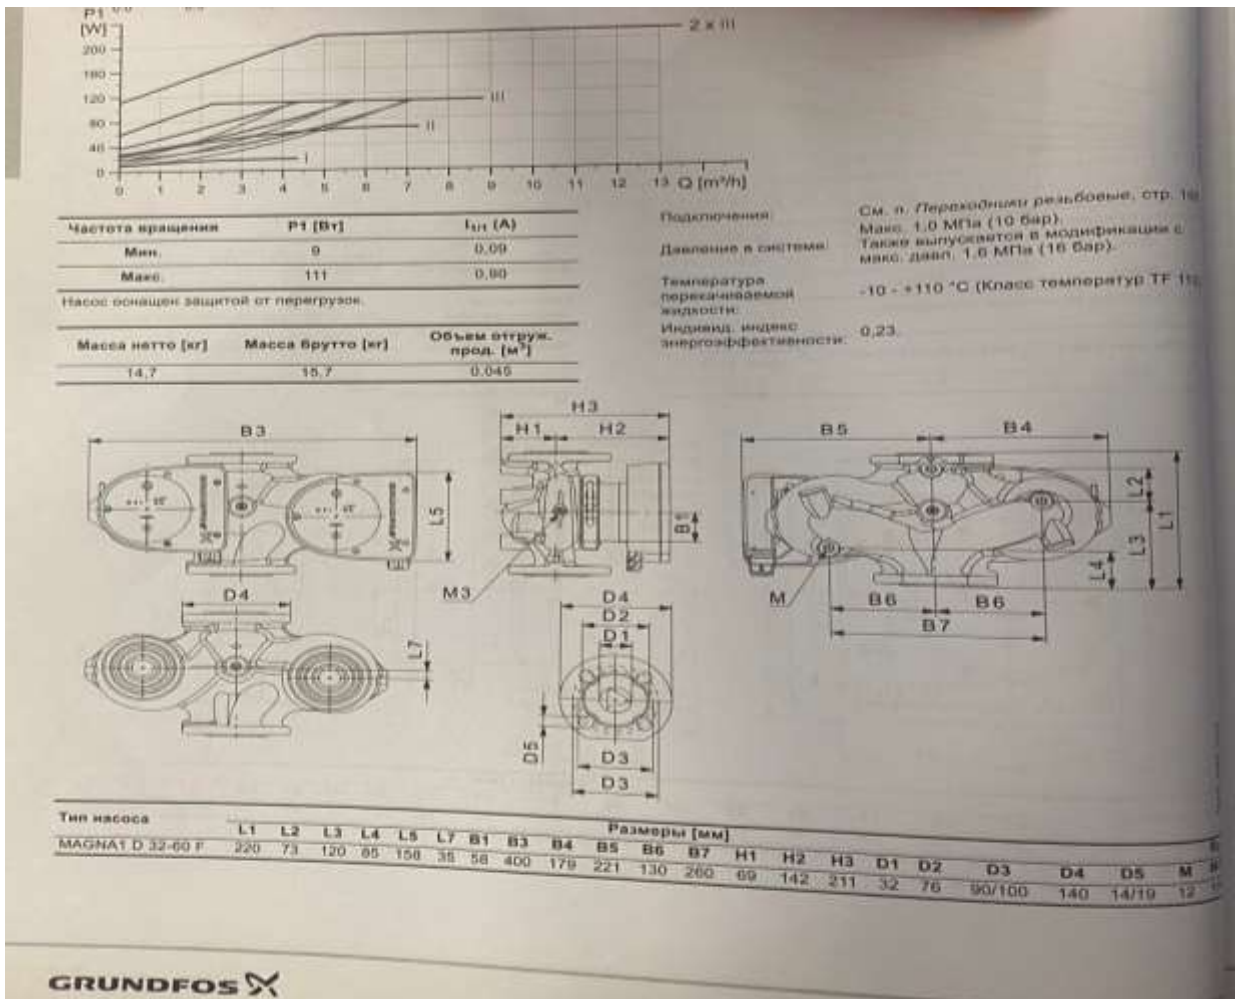 P1
[W]
200
160
120
80
40
0
2 x III
III
II
I
0 1 2 3 4 5 6 7 8 9 10 11 12 13 Q [m³/h]
Частота вращения P1 [Вт] I₁/₁ (A)
Мин. 9 0,09
Макс. 111 0,90
Насос оснащен защитой от перегрузок.
Масса нетто [кг] Масса брутто [кг] Объем отгруж. прод. [м³]
14,7 15,7 0.045
Подключения: См. п. Переходники резьбовые, стр.
Давление в системе: Макс. 1.0 МПа (10 бар).
Также выпускается в модификации с
макс. давл. 1.6 МПа (16 бар).
Температура
перекачиваемой
жидкости: -10 - +110 °C (Класс температур TF
Индивид. индекс
энергоэффективности: 0,23.
B3
L5
D4
L7
H3
H1 H2
B1
M3
D4
D2
D1
D5
D3
D3
B5 B4
L2
L1
L3
L4
M
B6 B6
B7
Тип насоса Размеры [мм]
L1 L2 L3 L4 L5 L7 B1 B3 B4 B5 B6 B7 H1 H2 H3 D1 D2 D3 D4 D5 M
MAGNA1 D 32-60 F 220 73 120 65 158 35 58 400 179 221 130 260 69 142 211 32 76 90/100 140 14/19 12
GRUNDFOS